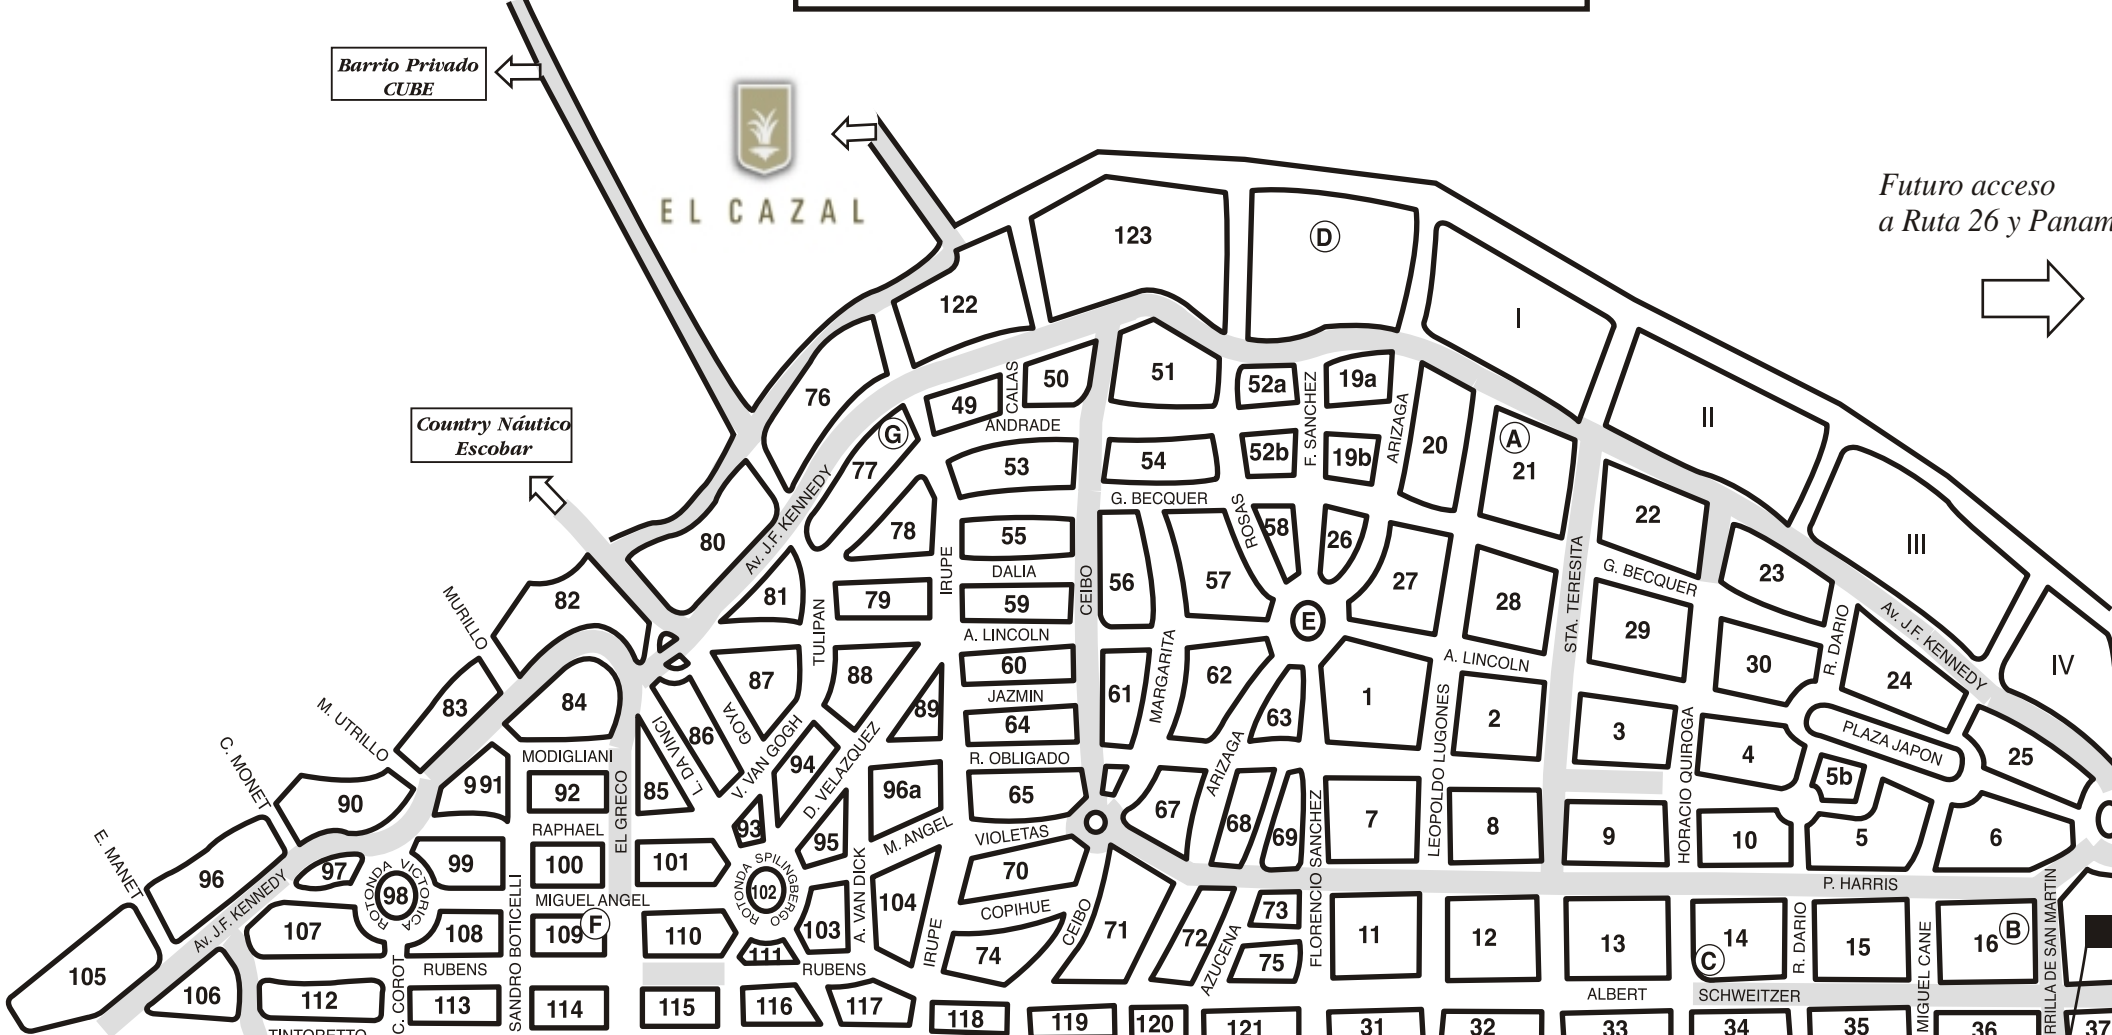 Barrio Privado
CUBE
EL CAZAL
Futuro acceso
a Ruta 26 y Panam
Country Náutico
Escobar
123
D
I
122
II
51
50
52a
19a
CALAS
F. SANCHEZ
ARIZAGA
76
49
ANDRADE
G
A
20
21
77
53
54
52b
19b
G. BECQUER
ROSAS
58
26
22
III
78
55
80
Av. J.F. KENNEDY
IRUPE
DALIA
CEIBO
56
57
27
STA. TERESITA
G. BECQUER
23
81
79
59
28
82
MURILLO
TULIPAN
A. LINCOLN
E
29
R. DARIO
Av. J.F. KENNEDY
60
MARGARITA
62
A. LINCOLN
30
IV
87
88
JAZMIN
61
1
24
83
84
89
64
63
2
3
M. UTRILLO
L. DA VINCI
86
GOYA
V. VAN GOGH
D. VELAZQUEZ
R. OBLIGADO
ARIZAGA
LEOPOLDO LUGONES
HORACIO QUIROGA
4
PLAZA JAPON
25
C. MONET
MODIGLIANI
94
9
91
92
EL GRECO
85
96a
65
5b
90
67
68
69
FLORENCIO SANCHEZ
7
8
9
10
5
6
RAPHAEL
93
95
M. ANGEL
VIOLETAS
E. MANET
96
97
99
100
101
ROTONDA SPILINGBERGO
102
70
P. HARRIS
Av. J.F. KENNEDY
ROTONDA VICTORICA
98
SANDRO BOTICELLI
MIGUEL ANGEL
A. VAN DICK
104
COPIHUE
73
107
108
109
F
110
103
IRUPE
CEIBO
71
72
AZUCENA
FLORENCIO SANCHEZ
11
12
13
14
C
R. DARIO
15
MIGUEL CANE
16
B
RILLA DE SAN MARTIN
105
106
C. COROT
RUBENS
111
RUBENS
74
75
ALBERT
SCHWEITZER
112
113
114
115
116
117
118
119
120
121
31
32
33
34
35
36
37
TINTORETTO